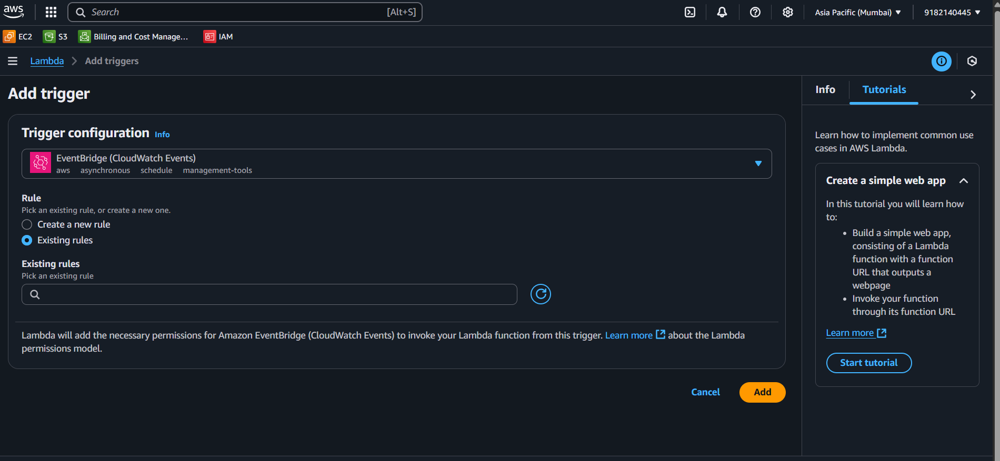 aws
Search
[Alt+S]
Asia Pacific (Mumbai)
9182140445
EC2
S3
Billing and Cost Manage...
IAM
Lambda
Add triggers
Add trigger
Trigger configuration Info
EventBridge (CloudWatch Events)
aws asynchronous schedule management-tools
Rule
Pick an existing rule, or create a new one.
Create a new rule
Existing rules
Existing rules
Pick an existing rule
Lambda will add the necessary permissions for Amazon EventBridge (CloudWatch Events) to invoke your Lambda function from this trigger. Learn more about the Lambda
permissions model.
Cancel
Add
Info
Tutorials
Learn how to implement common use
cases in AWS Lambda.
Create a simple web app
In this tutorial you will learn how
to:
• Build a simple web app,
consisting of a Lambda
function with a function
URL that outputs a
webpage
• Invoke your function
through its function URL
Learn more
Start tutorial